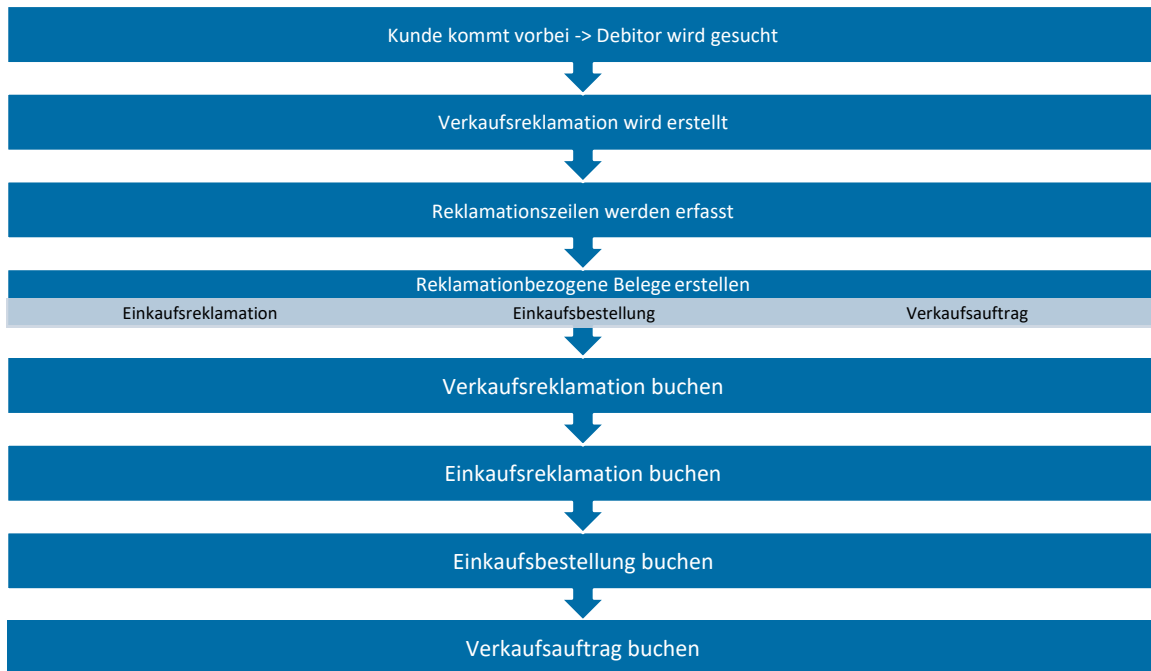 Kunde kommt vorbei -> Debitor wird gesucht
Verkaufsreklamation wird erstellt
Reklamationszeilen werden erfasst
Reklamationbezogene Belege erstellen
Einkaufsreklamation Einkaufsbestellung Verkaufsauftrag
Verkaufsreklamation buchen
Einkaufsreklamation buchen
Einkaufsbestellung buchen
Verkaufsauftrag buchen